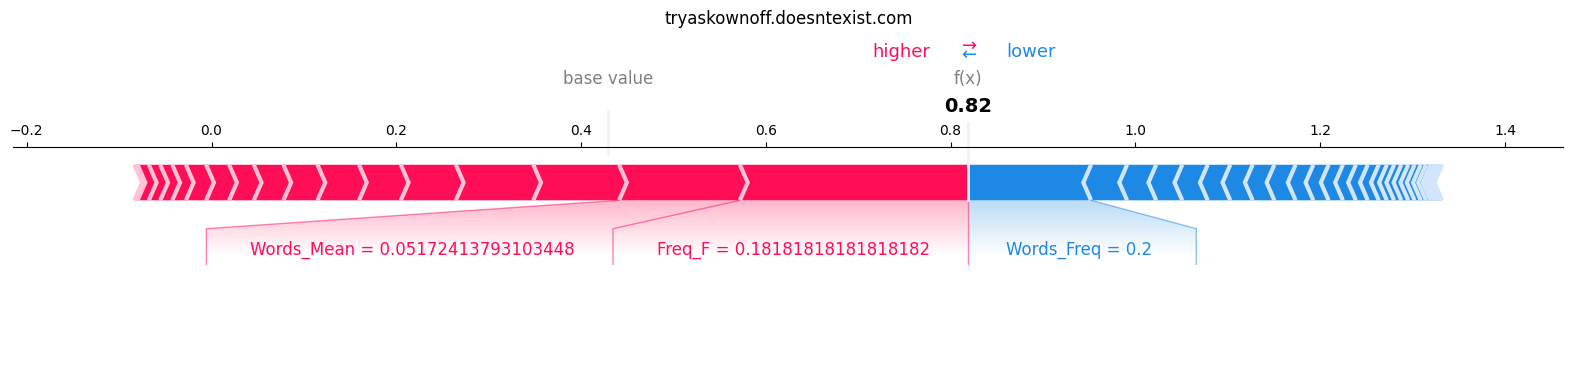 tryaskownoff.doesntexist.com
higher → ← lower
base value f(x)
0.82
−0.2 0.0 0.2 0.4 0.6 0.8 1.0 1.2 1.4
Words_Mean = 0.05172413793103448 Freq_F = 0.18181818181818182 Words_Freq = 0.2